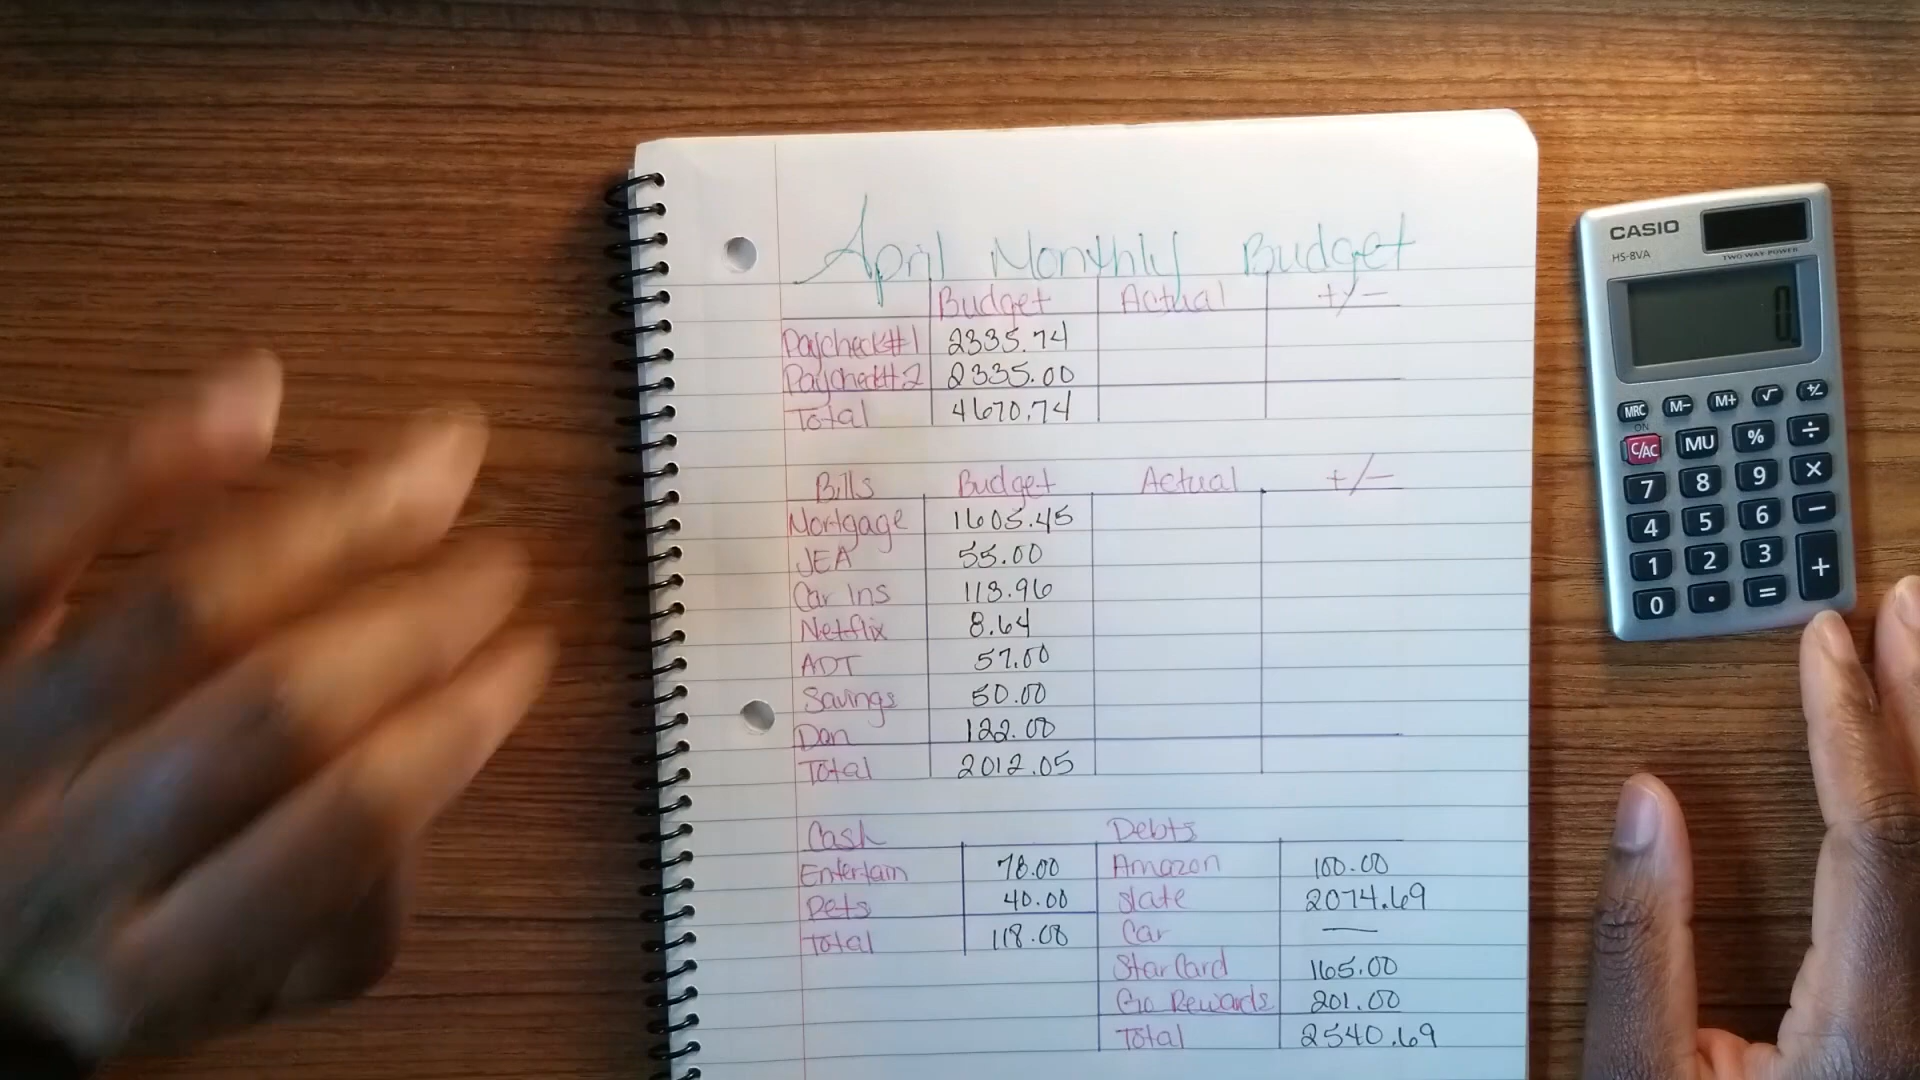 April Monthly Budget
Budget Actual +/-
Paycheck#1 2335.74
Paycheck#2 2335.00
Total 4670.74
Bills Budget Actual +/-
Mortgage 1605.45
JEA 55.00
Car Ins 113.96
Netflix 8.64
ADT 57.00
Savings 50.00
Dan 122.00
Total 2012.05
Cash Debts
Entertain 78.00 Amazon 100.00
Pets 40.00 Slate 2074.69
Total 118.00 Car —
Star Card 165.00
Go Rewards 201.00
Total 2540.69
CASIO
HS-8VA TWO WAY POWER
0.
MRC M- M+ √ +/-
ON
C/AC MU % ÷
7 8 9 ×
4 5 6 −
1 2 3 +
0 . =